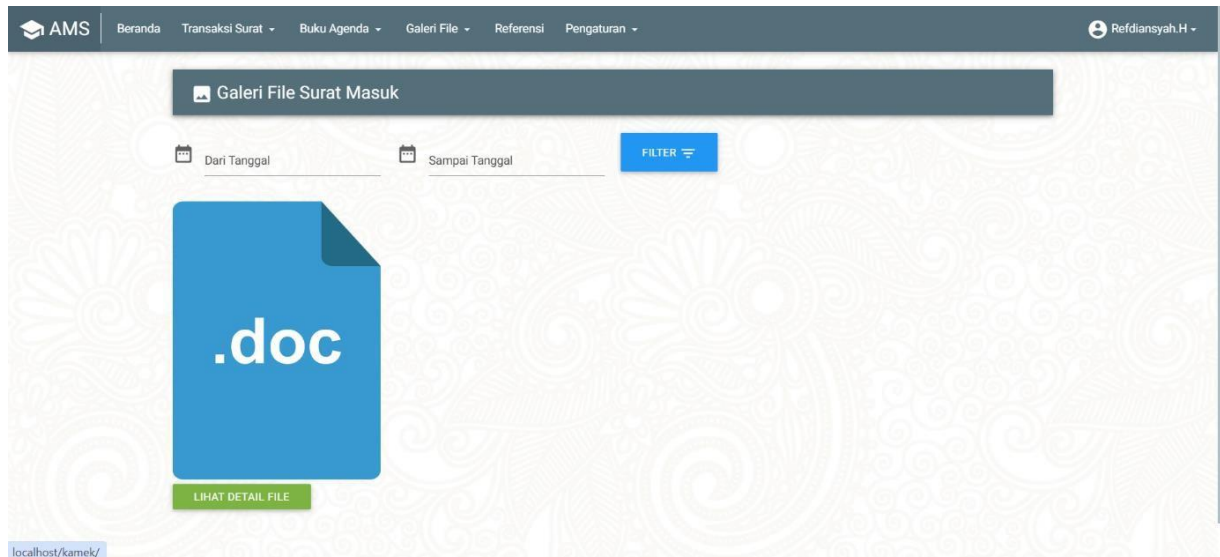 AMS Beranda Transaksi Surat Buku Agenda Galeri File Referensi Pengaturan Refdiansyah.H
Galeri File Surat Masuk
Dari Tanggal Sampai Tanggal FILTER
.doc
LIHAT DETAIL FILE
localhost/kamek/